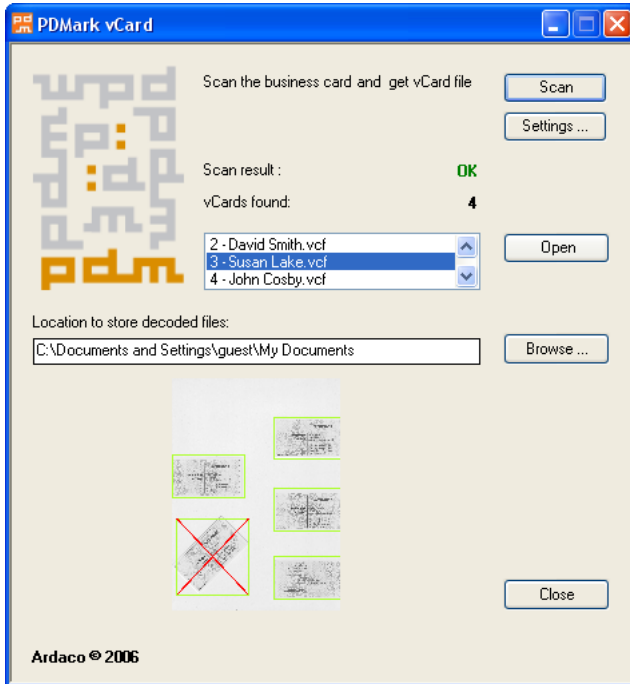 PDMark vCard
Scan the business card and get vCard file
Scan
Settings ...
Scan result :
OK
vCards found:
4
2 - David Smith.vcf
3 - Susan Lake.vcf
4 - John Cosby.vcf
Open
pdm
Location to store decoded files:
C:\Documents and Settings\guest\My Documents
Browse ...
Close
Ardaco © 2006